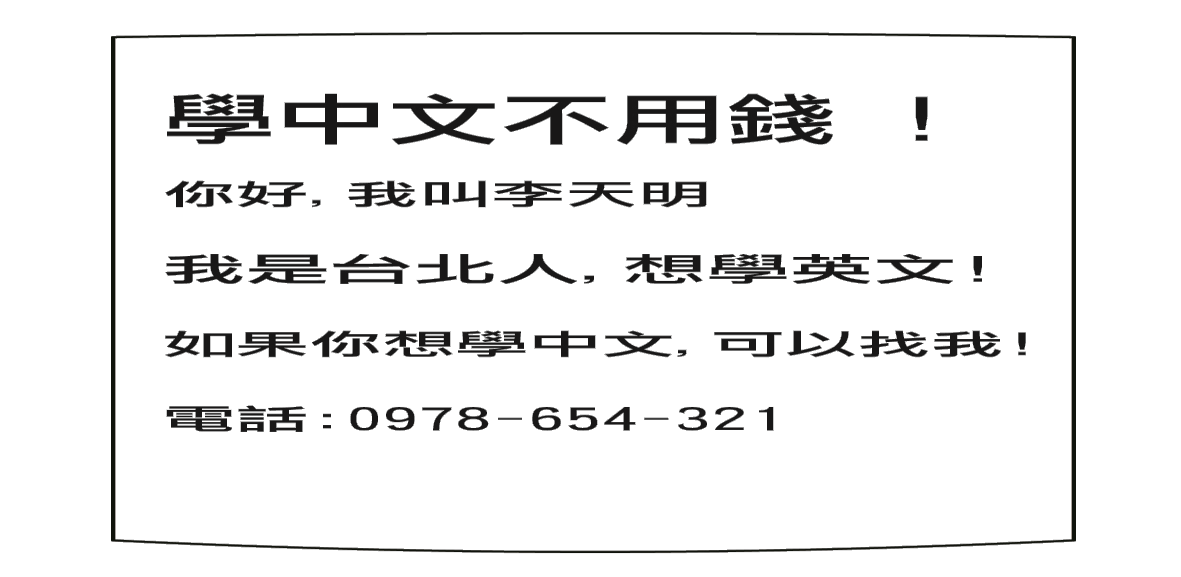 學中文不用錢 !
你好, 我叫李天明
我是台北人, 想學英文!
如果你想學中文, 可以找我!
電話:0978-654-321